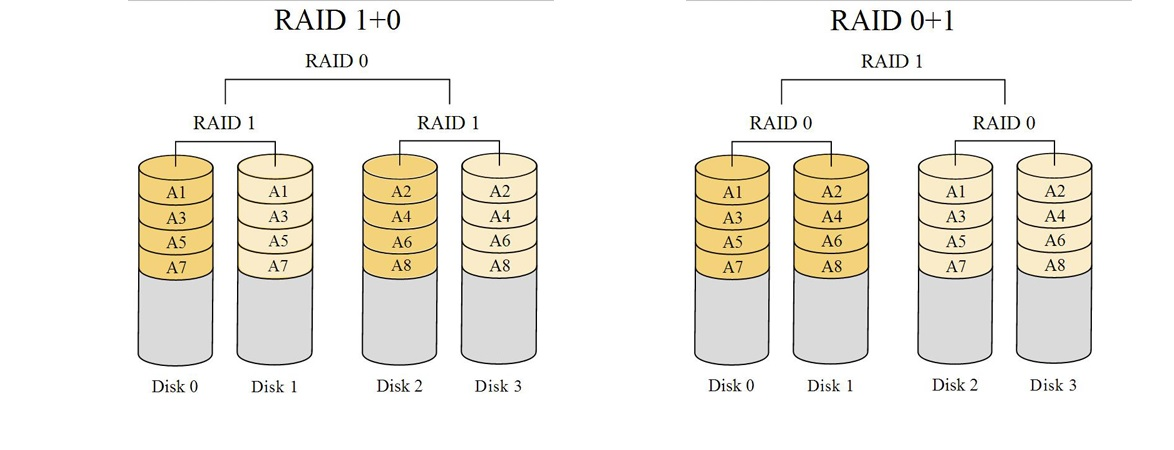 RAID 1+0
RAID 0
RAID 1 RAID 1
A1 A1 A2 A2
A3 A3 A4 A4
A5 A5 A6 A6
A7 A7 A8 A8
Disk 0 Disk 1 Disk 2 Disk 3
RAID 0+1
RAID 1
RAID 0 RAID 0
A1 A2 A1 A2
A3 A4 A3 A4
A5 A6 A5 A6
A7 A8 A7 A8
Disk 0 Disk 1 Disk 2 Disk 3